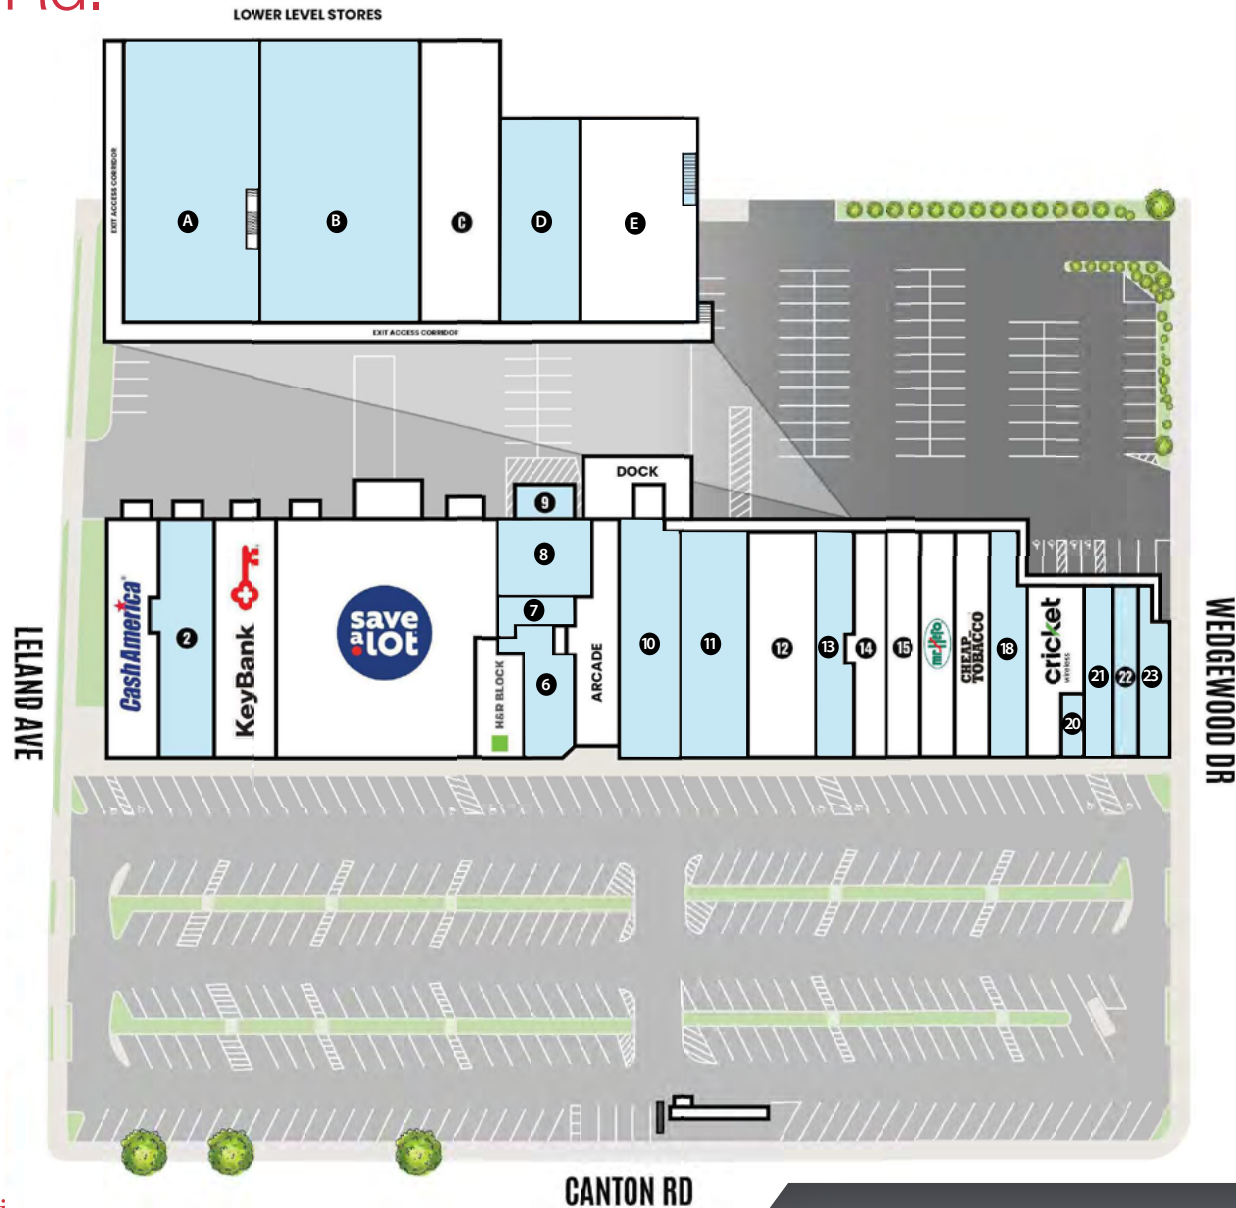 Rd.
LOWER LEVEL STORES
EXIT ACCESS CORRIDOR
A
B
C
D
E
EXIT ACCESS CORRIDOR
DOCK
9
8
7
6
CashAmerica
2
KeyBank
save
a
lot
H&R BLOCK
ARCADE
10
11
12
13
14
15
CHEAP
TOBACCO
18
cricket
wireless
20
21
22
23
LELAND AVE
WEDGEWOOD DR
CANTON RD